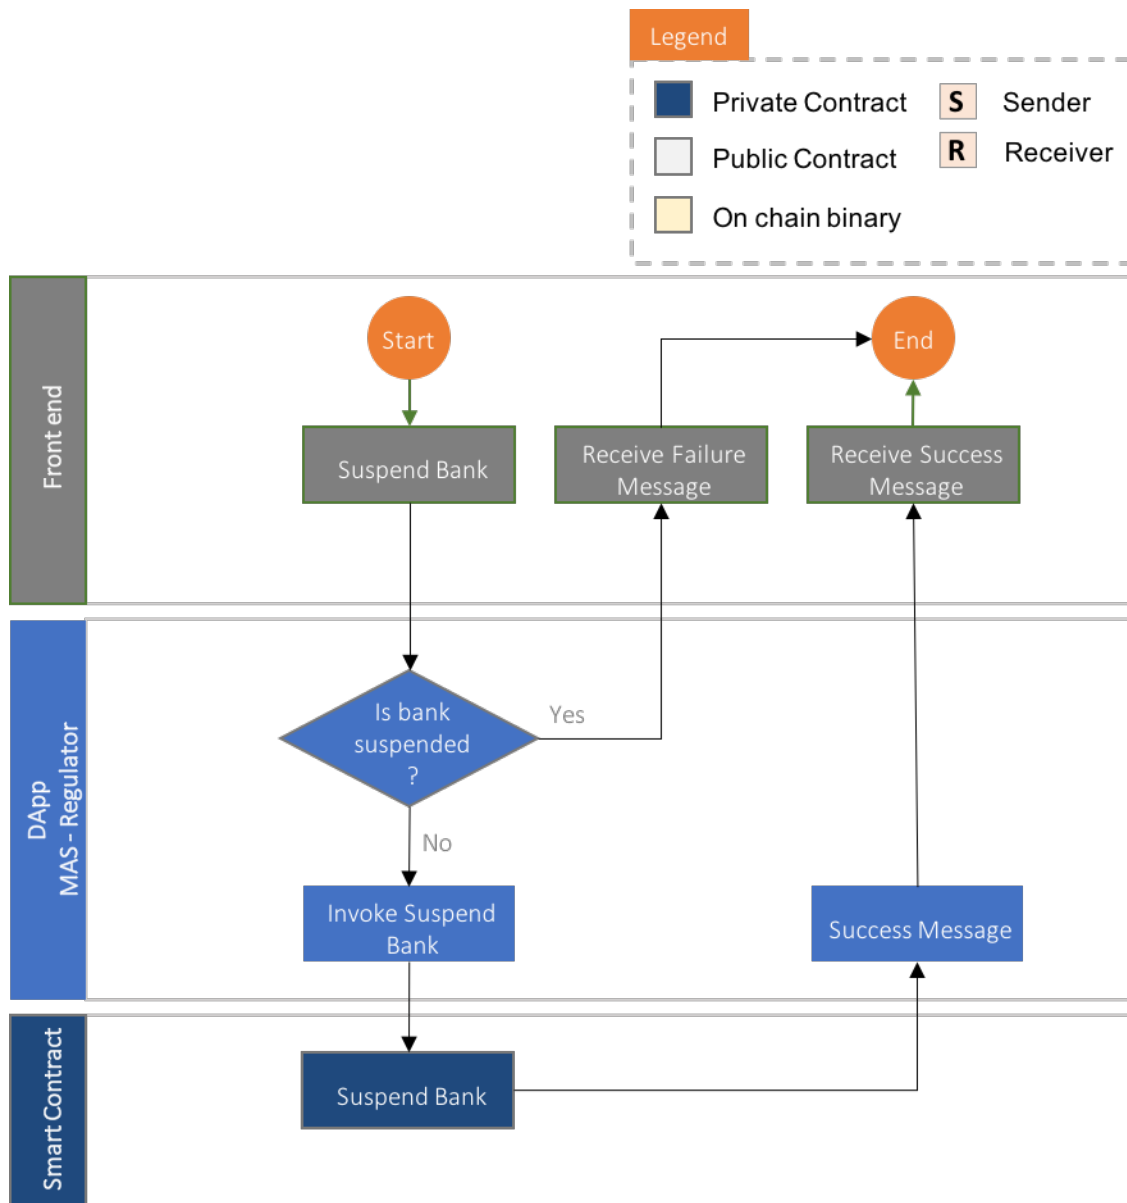 Legend
Private Contract
S
Sender
Public Contract
R
Receiver
On chain binary
Front end
Start
End
Suspend Bank
Receive Failure
Message
Receive Success
Message
DApp
MAS - Regulator
Is bank
suspended
?
Yes
No
Invoke Suspend
Bank
Success Message
Smart Contract
Suspend Bank